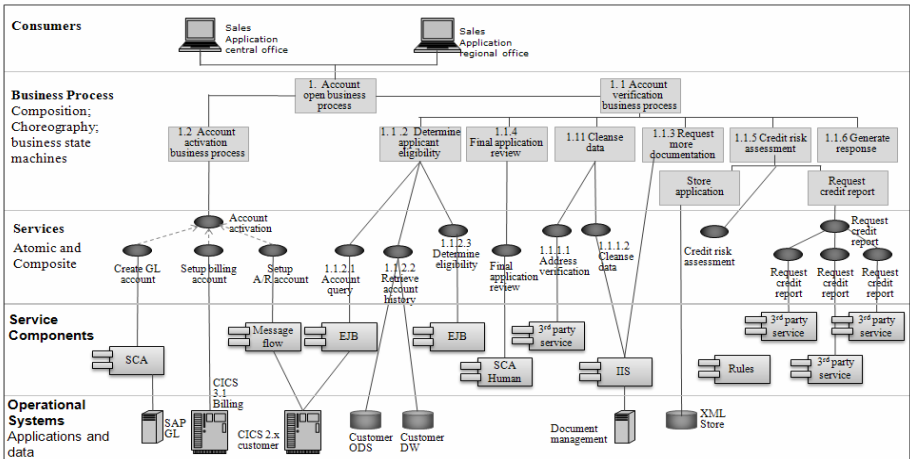 Consumers
Sales
Application
central office
Sales
Application
regional office
Business Process
Composition;
Choreography;
business state
machines
1. Account
open business
process
1. 1 Account
verification
business process
1.2 Account
activation
business process
1. 1 .2 Determine
applicant
eligibility
1.1.4
Final application
review
1.11 Cleanse
data
1.1.3 Request
more
documentation
1.1.5 Credit risk
assessment
1.1.6 Generate
response
Store
application
Request
credit report
Services
Atomic and
Composite
Account
activation
Create GL
account
Setup billing
account
Setup
A/R account
1.1.2.1
Account
query
1.1.2.2
Retrieve
account
history
1.1.2.3
Determine
eligibility
Final
application
review
1.1.1.1
Address
verification
1.1.1.2
Cleanse
data
Credit risk
assessment
Request
credit
report
Request
credit
report
Request
credit
report
Request
credit
report
Service
Components
SCA
Message
flow
EJB
EJB
SCA
Human
3rd party
service
IIS
Rules
3rd party
service
3rd party
service
3rd party
service
Operational
Systems
Applications and
data
SAP
GL
CICS
3.1
Billing
CICS 2.x
customer
Customer
ODS
Customer
DW
Document
management
XML
Store